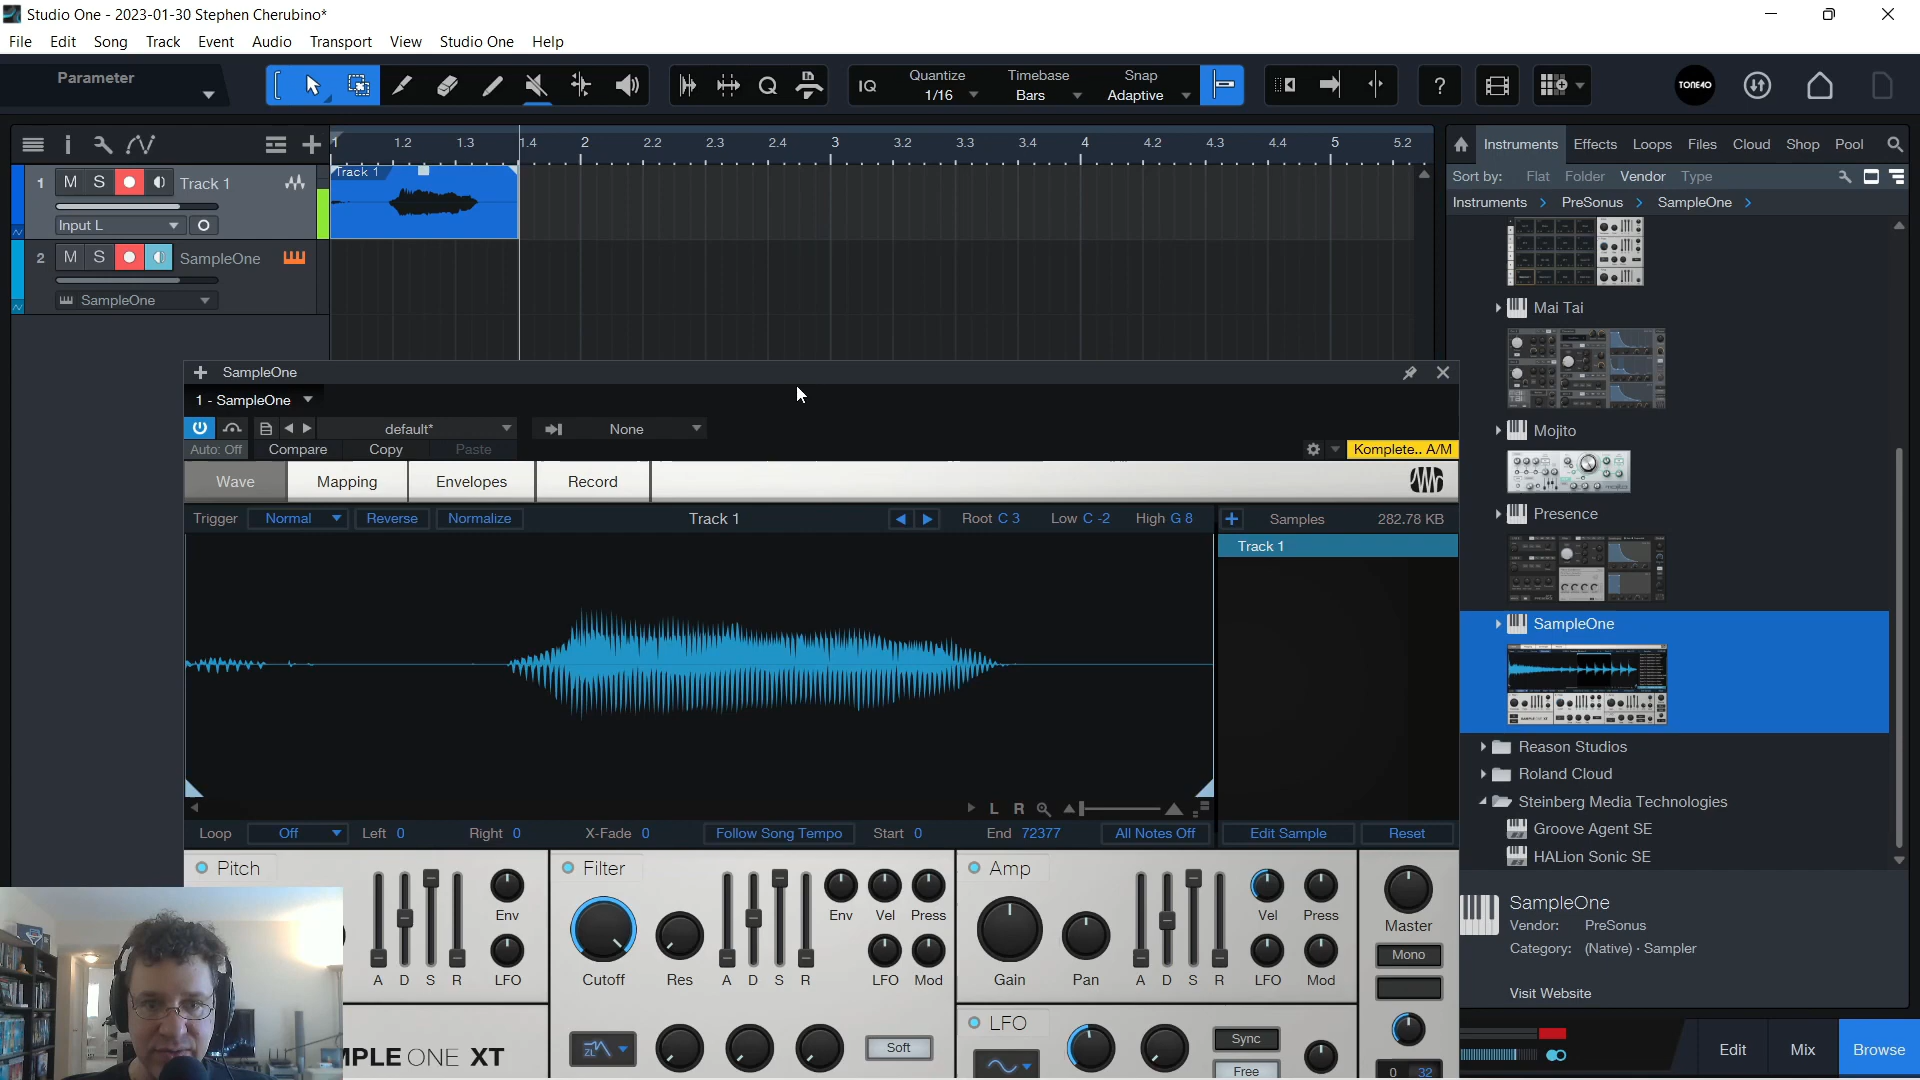 Studio One - 2023-01-30 Stephen Cherubino*
File Edit Song Track Event Audio Transport View Studio One Help
Parameter
IQ
Quantize
1/16
Timebase
Bars
Snap
Adaptive
?
TONE40
1 1.2 1.3 1.4 2 2.2 2.3 2.4 3 3.2 3.3 3.4 4 4.2 4.3 4.4 5 5.2
1 M S Track 1
Input L
Track 1
2 M S SampleOne
SampleOne
Instruments Effects Loops Files Cloud Shop Pool
Sort by: Flat Folder Vendor Type
Instruments > PreSonus > SampleOne >
Mai Tai
Mojito
Presence
SampleOne
Reason Studios
Roland Cloud
Steinberg Media Technologies
Groove Agent SE
HALion Sonic SE
SampleOne
Vendor: PreSonus
Category: (Native) · Sampler
Visit Website
Edit Mix Browse
SampleOne
1 - SampleOne
default*
None
Auto: Off Compare Copy Paste
Komplete.. A/M
Wave Mapping Envelopes Record
Trigger Normal Reverse Normalize Track 1 Root C 3 Low C -2 High G 8 Samples 282.78 KB
Track 1
L R
Loop Off Left 0 Right 0 X-Fade 0 Follow Song Tempo Start 0 End 72377 All Notes Off Edit Sample Reset
Pitch
Env
A D S R LFO
Filter
Env Vel Press
Cutoff Res A D S R LFO Mod
Amp
Vel Press
Gain Pan A D S R LFO Mod
Master
Mono
MPLE ONE XT
Soft
LFO
Sync
Free
0 32